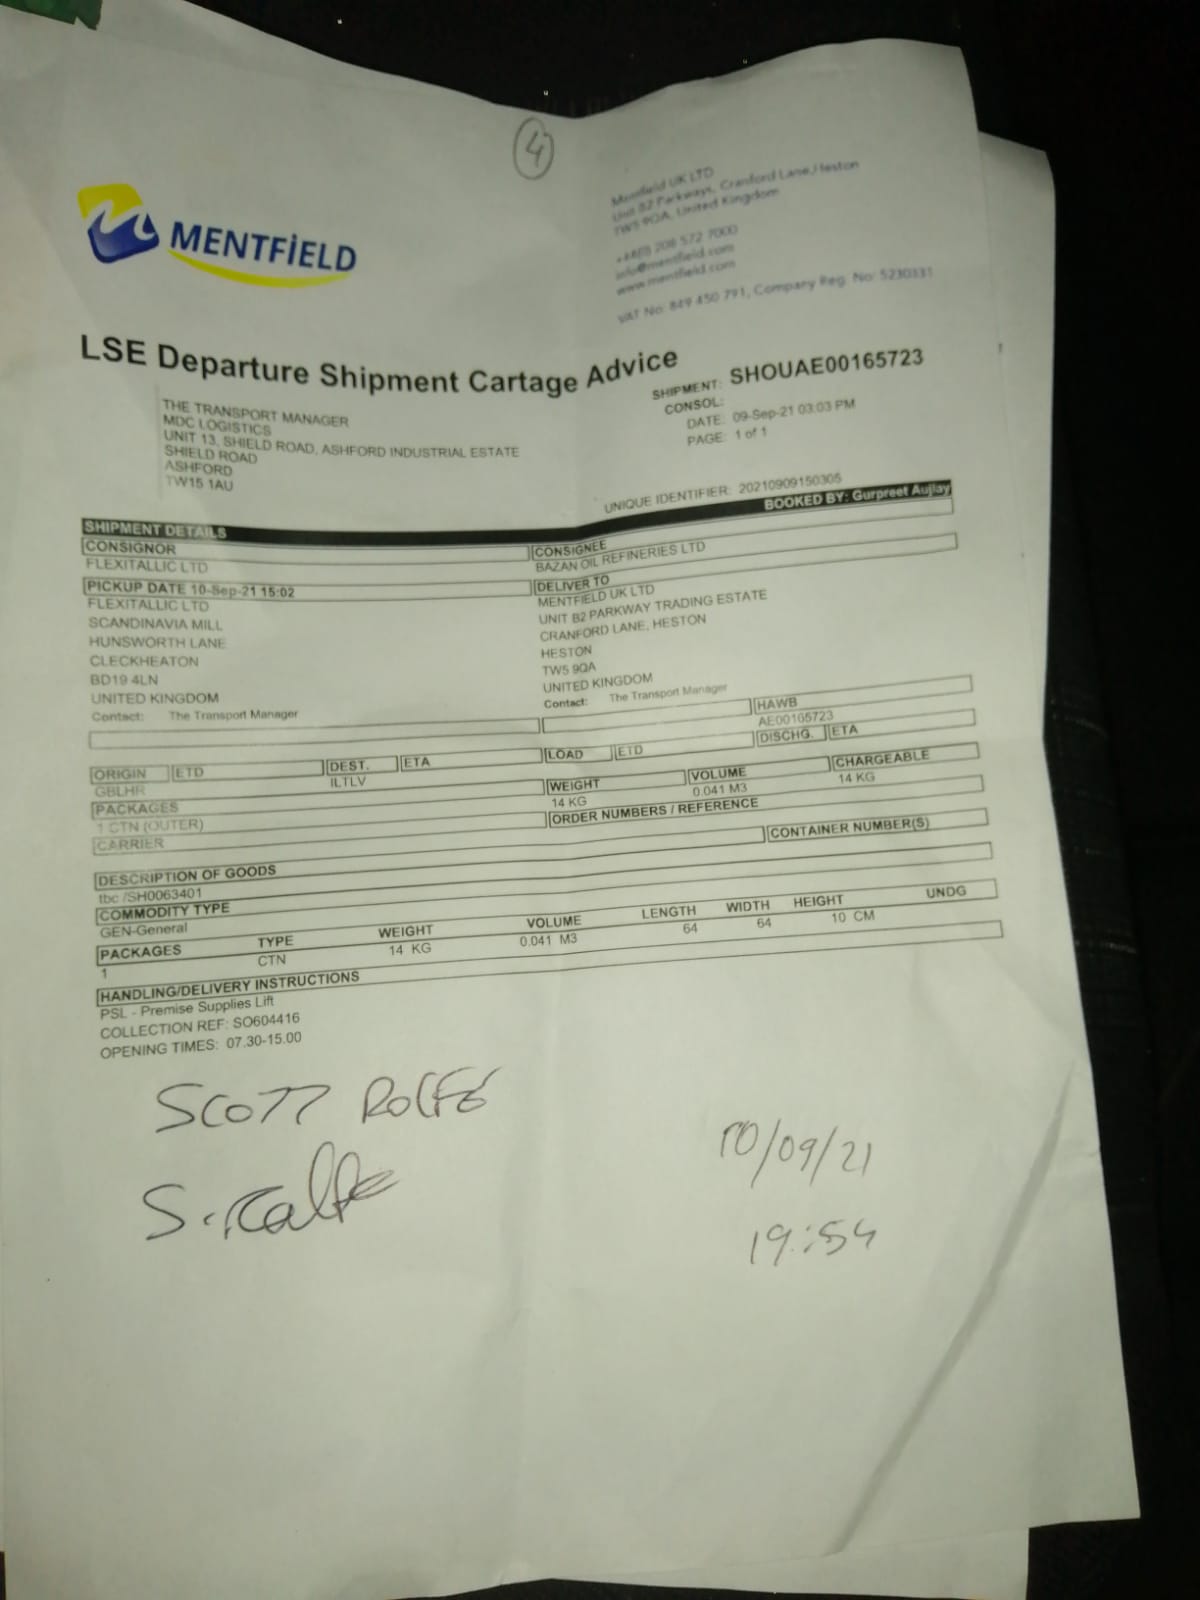 4
MENTFIELD
Mentfield UK LTD
Unit B2 Parkways, Cranford Lane, Heston
TW5 9QA, United Kingdom
+44(0) 208 572 7000
info@mentfield.com
www.mentfield.com
VAT No: 849 450 791, Company Reg. No: 5230331
LSE Departure Shipment Cartage Advice
THE TRANSPORT MANAGER
MDC LOGISTICS
UNIT 13, SHIELD ROAD, ASHFORD INDUSTRIAL ESTATE
SHIELD ROAD
ASHFORD
TW15 1AU
SHIPMENT: SHOUAE00165723
CONSOL:
DATE: 09-Sep-21 03:03 PM
PAGE: 1 of 1
UNIQUE IDENTIFIER: 20210909150305
SHIPMENT DETAILS BOOKED BY: Gurpreet Aujlay
CONSIGNOR CONSIGNEE
FLEXITALLIC LTD BAZAN OIL REFINERIES LTD
PICKUP DATE 10-Sep-21 15:02 DELIVER TO
FLEXITALLIC LTD MENTFIELD UK LTD
SCANDINAVIA MILL UNIT B2 PARKWAY TRADING ESTATE
HUNSWORTH LANE CRANFORD LANE, HESTON
CLECKHEATON HESTON
BD19 4LN TW5 9QA
UNITED KINGDOM UNITED KINGDOM
Contact: The Transport Manager Contact: The Transport Manager
HAWB
AE00165723
ORIGIN ETD DEST. ETA LOAD ETD DISCHG. ETA
GBLHR ILTLV
PACKAGES WEIGHT VOLUME CHARGEABLE
1 CTN (OUTER) 14 KG 0.041 M3 14 KG
CARRIER ORDER NUMBERS / REFERENCE
CONTAINER NUMBER(S)
DESCRIPTION OF GOODS
tbc /SH0063401
COMMODITY TYPE
GEN-General
PACKAGES TYPE WEIGHT VOLUME LENGTH WIDTH HEIGHT UNDG
1 CTN 14 KG 0.041 M3 64 64 10 CM
HANDLING/DELIVERY INSTRUCTIONS
PSL - Premise Supplies Lift
COLLECTION REF: SO604416
OPENING TIMES: 07.30-15.00
SCOTT ROLFE
S. Rolfe
10/09/21
19:54